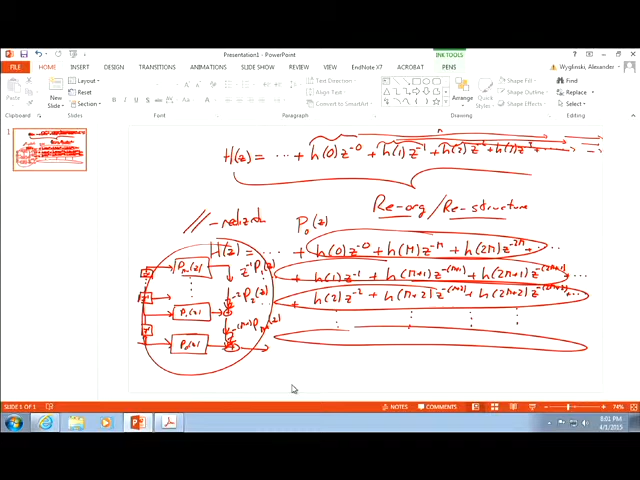 Presentation1 - PowerPoint
INK TOOLS
FILE HOME INSERT DESIGN TRANSITIONS ANIMATIONS SLIDE SHOW REVIEW VIEW EndNote X7 ACROBAT PENS
Wyglinski, Alexander
Paste
New Slide
Layout
Reset
Section
Text Direction
Align Text
Convert to SmartArt
Arrange
Quick Styles
Shape Fill
Shape Outline
Shape Effects
Find
Replace
Select
Clipboard
Slides
Font
Paragraph
Drawing
Editing
1
H(z) = ... + h(0)z^-0 + h(1)z^-1 + h(2)z^-2 + h(3)z^-3 + ...
Re-org / Re-structure
//-realized
P0(z)
H(z) = ... + h(0)z^-0 + h(M)z^-M + h(2M)z^-2M + ...
z^-1 P1(z)
+ h(1)z^-1 + h(M+1)z^-(M+1) + h(2M+1)z^-(2M+1) + ...
z^-2 P2(z)
+ h(2)z^-2 + h(M+2)z^-(M+2) + h(2M+2)z^-(2M+2) + ...
P1(z)
P0(z)
SLIDE 1 OF 1
NOTES
COMMENTS
74%
8:01 PM
4/1/2015